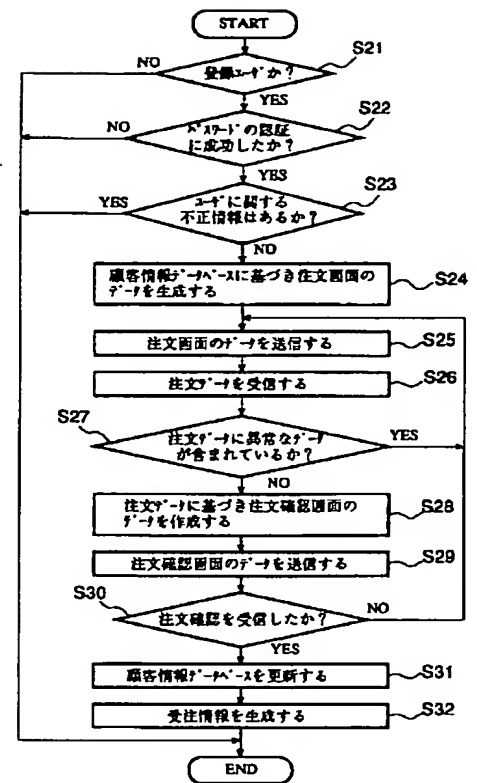 START
S21
NO
登録ユーザか?
YES
S22
NO
パスワードの認証
に成功したか?
YES
S23
YES
ユーザに関する
不正情報はあるか?
NO
顧客情報データベースに基づき注文画面の
データを生成する
S24
注文画面のデータを送信する
S25
注文データを受信する
S26
S27
注文データに異常なデータ
が含まれているか?
YES
NO
注文データに基づき注文確認画面の
データを作成する
S28
注文確認画面のデータを送信する
S29
S30
注文確認を受信したか?
NO
YES
顧客情報データベースを更新する
S31
受注情報を生成する
S32
END